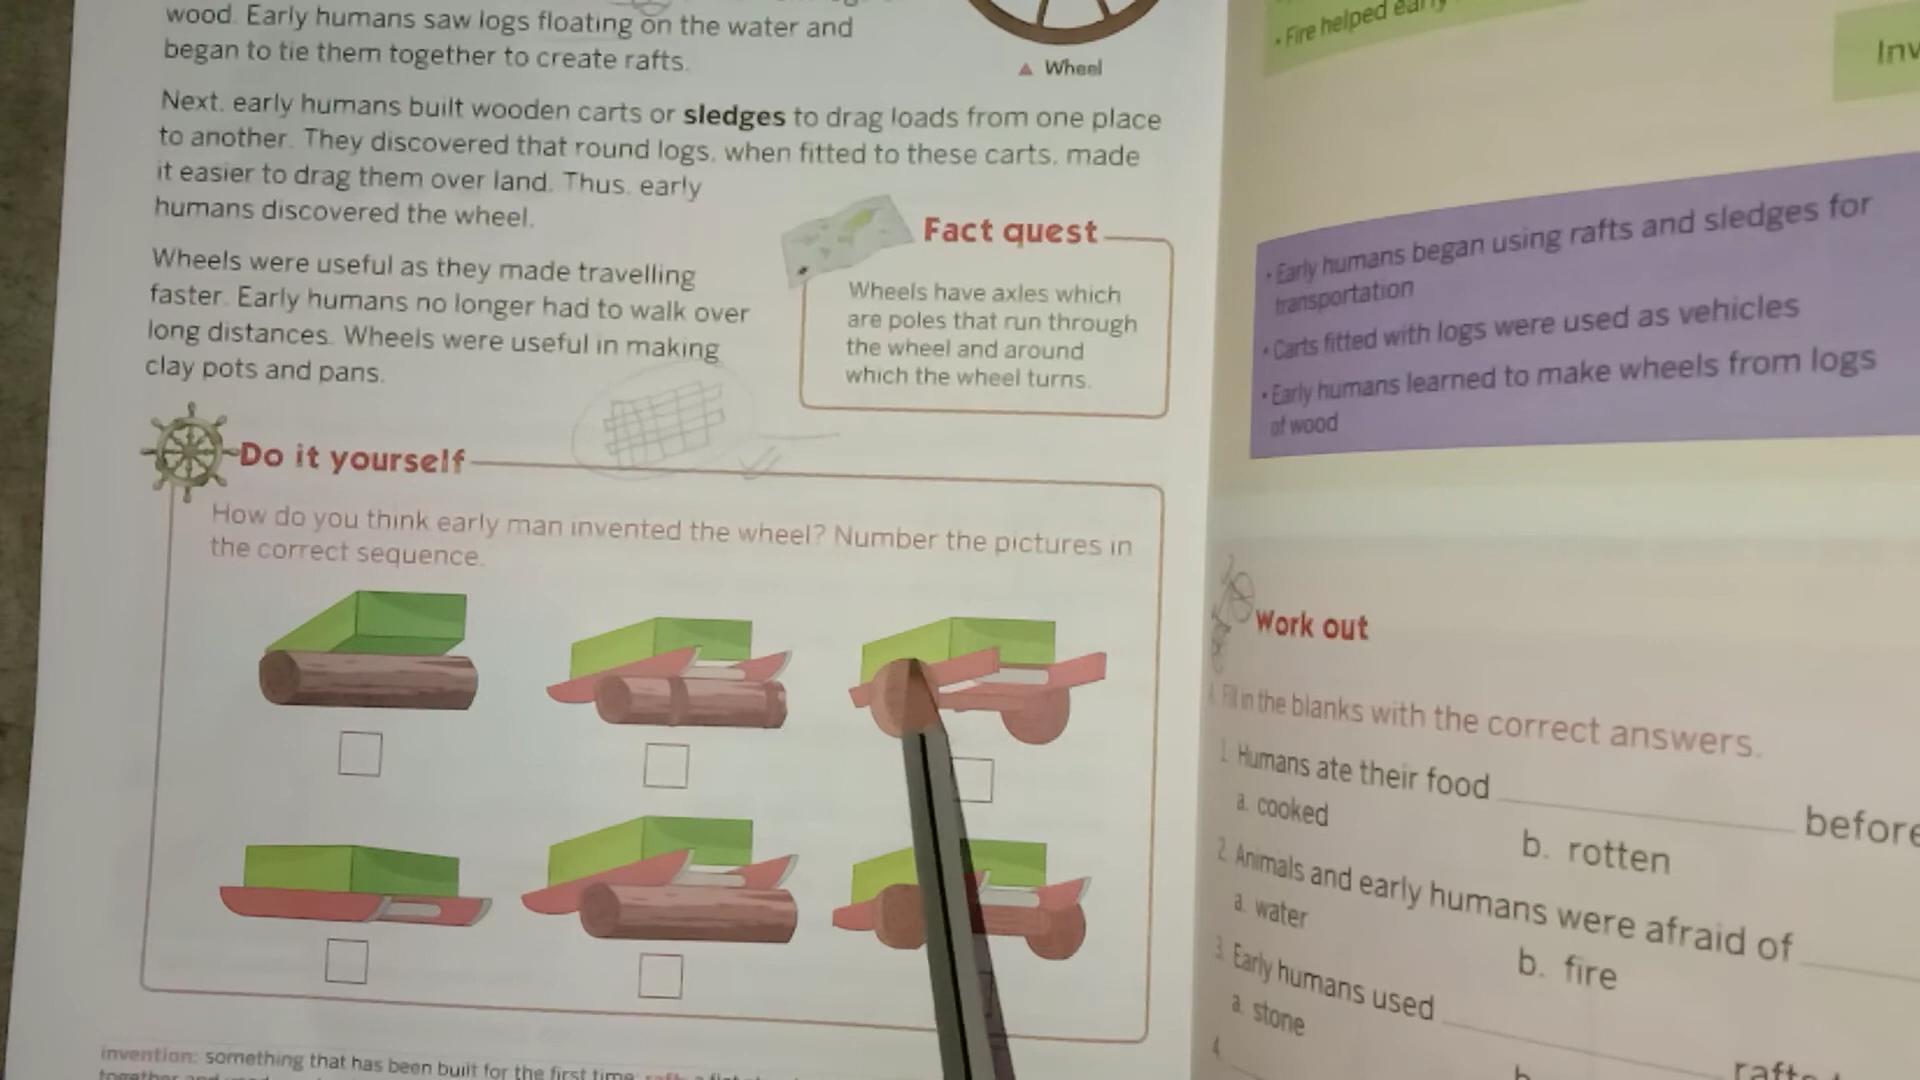 wood. Early humans saw logs floating on the water and
began to tie them together to create rafts.
▲ Wheel
Next, early humans built wooden carts or sledges to drag loads from one place
to another. They discovered that round logs, when fitted to these carts, made
it easier to drag them over land. Thus, early
humans discovered the wheel.
Wheels were useful as they made travelling
faster. Early humans no longer had to walk over
long distances. Wheels were useful in making
clay pots and pans.
Fact quest
Wheels have axles which
are poles that run through
the wheel and around
which the wheel turns.
Do it yourself
How do you think early man invented the wheel? Number the pictures in
the correct sequence.
invention: something that has been built for the first time;
together
• Fire helped early
Inv
• Early humans began using rafts and sledges for
transportation
• Carts fitted with logs were used as vehicles
• Early humans learned to make wheels from logs
of wood
Work out
Fill in the blanks with the correct answers.
1. Humans ate their food ____ before
a. cooked b. rotten
2. Animals and early humans were afraid of ____
a. water b. fire
3. Early humans used ____
a. stone b
4.